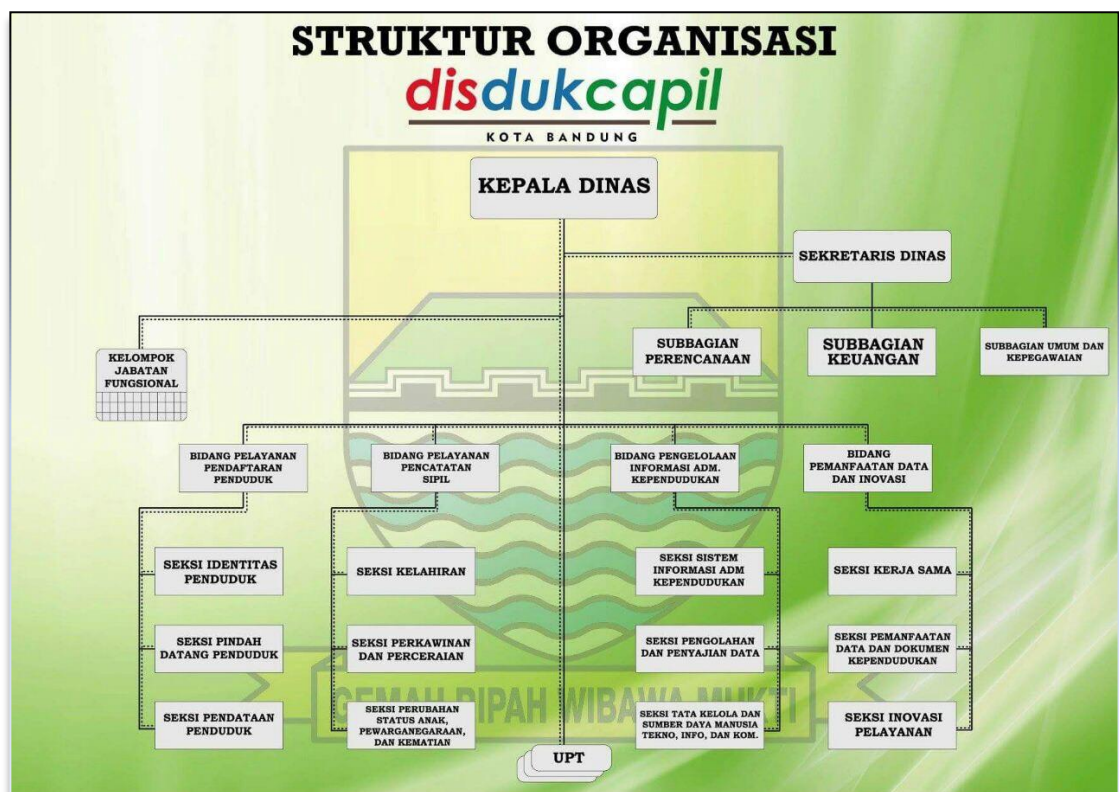 STRUKTUR ORGANISASI
disdukcapil
KOTA BANDUNG
KEPALA DINAS
SEKRETARIS DINAS
KELOMPOK
JABATAN
FUNGSIONAL
SUBBAGIAN
PERENCANAAN
SUBBAGIAN
KEUANGAN
SUBBAGIAN UMUM DAN
KEPEGAWAIAN
BIDANG PELAYANAN
PENDAFTARAN
PENDUDUK
BIDANG PELAYANAN
PENCATATAN
SIPIL
BIDANG PENGELOLAAN
INFORMASI ADM.
KEPENDUDUKAN
BIDANG
PEMANFAATAN DATA
DAN INOVASI
SEKSI IDENTITAS
PENDUDUK
SEKSI KELAHIRAN
SEKSI SISTEM
INFORMASI ADM
KEPENDUDUKAN
SEKSI KERJA SAMA
SEKSI PINDAH
DATANG PENDUDUK
SEKSI PERKAWINAN
DAN PERCERAIAN
SEKSI PENGOLAHAN
DAN PENYAJIAN DATA
SEKSI PEMANFAATAN
DATA DAN DOKUMEN
KEPENDUDUKAN
GEMAH RIPAH WIBAWA MUKTI
SEKSI PENDATAAN
PENDUDUK
SEKSI PERUBAHAN
STATUS ANAK,
PEWARGANEGARAAN,
DAN KEMATIAN
SEKSI TATA KELOLA DAN
SUMBER DAYA MANUSIA
TEKNO, INFO, DAN KOM.
SEKSI INOVASI
PELAYANAN
UPT